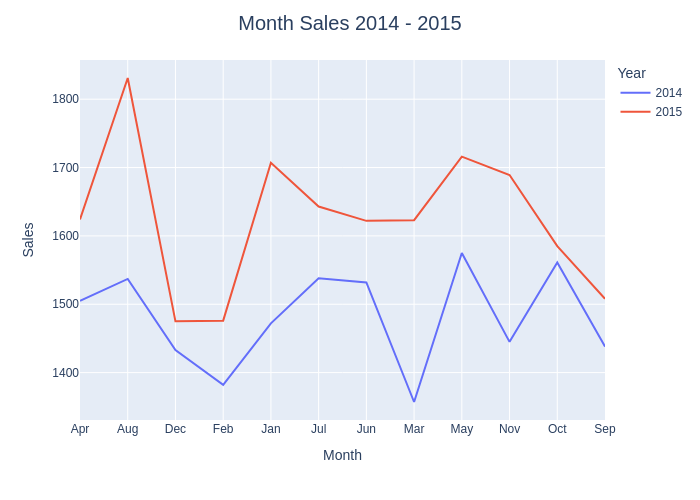 Month Sales 2014 - 2015
Year
2014
2015
1800
1700
1600
1500
1400
Sales
Apr Aug Dec Feb Jan Jul Jun Mar May Nov Oct Sep
Month